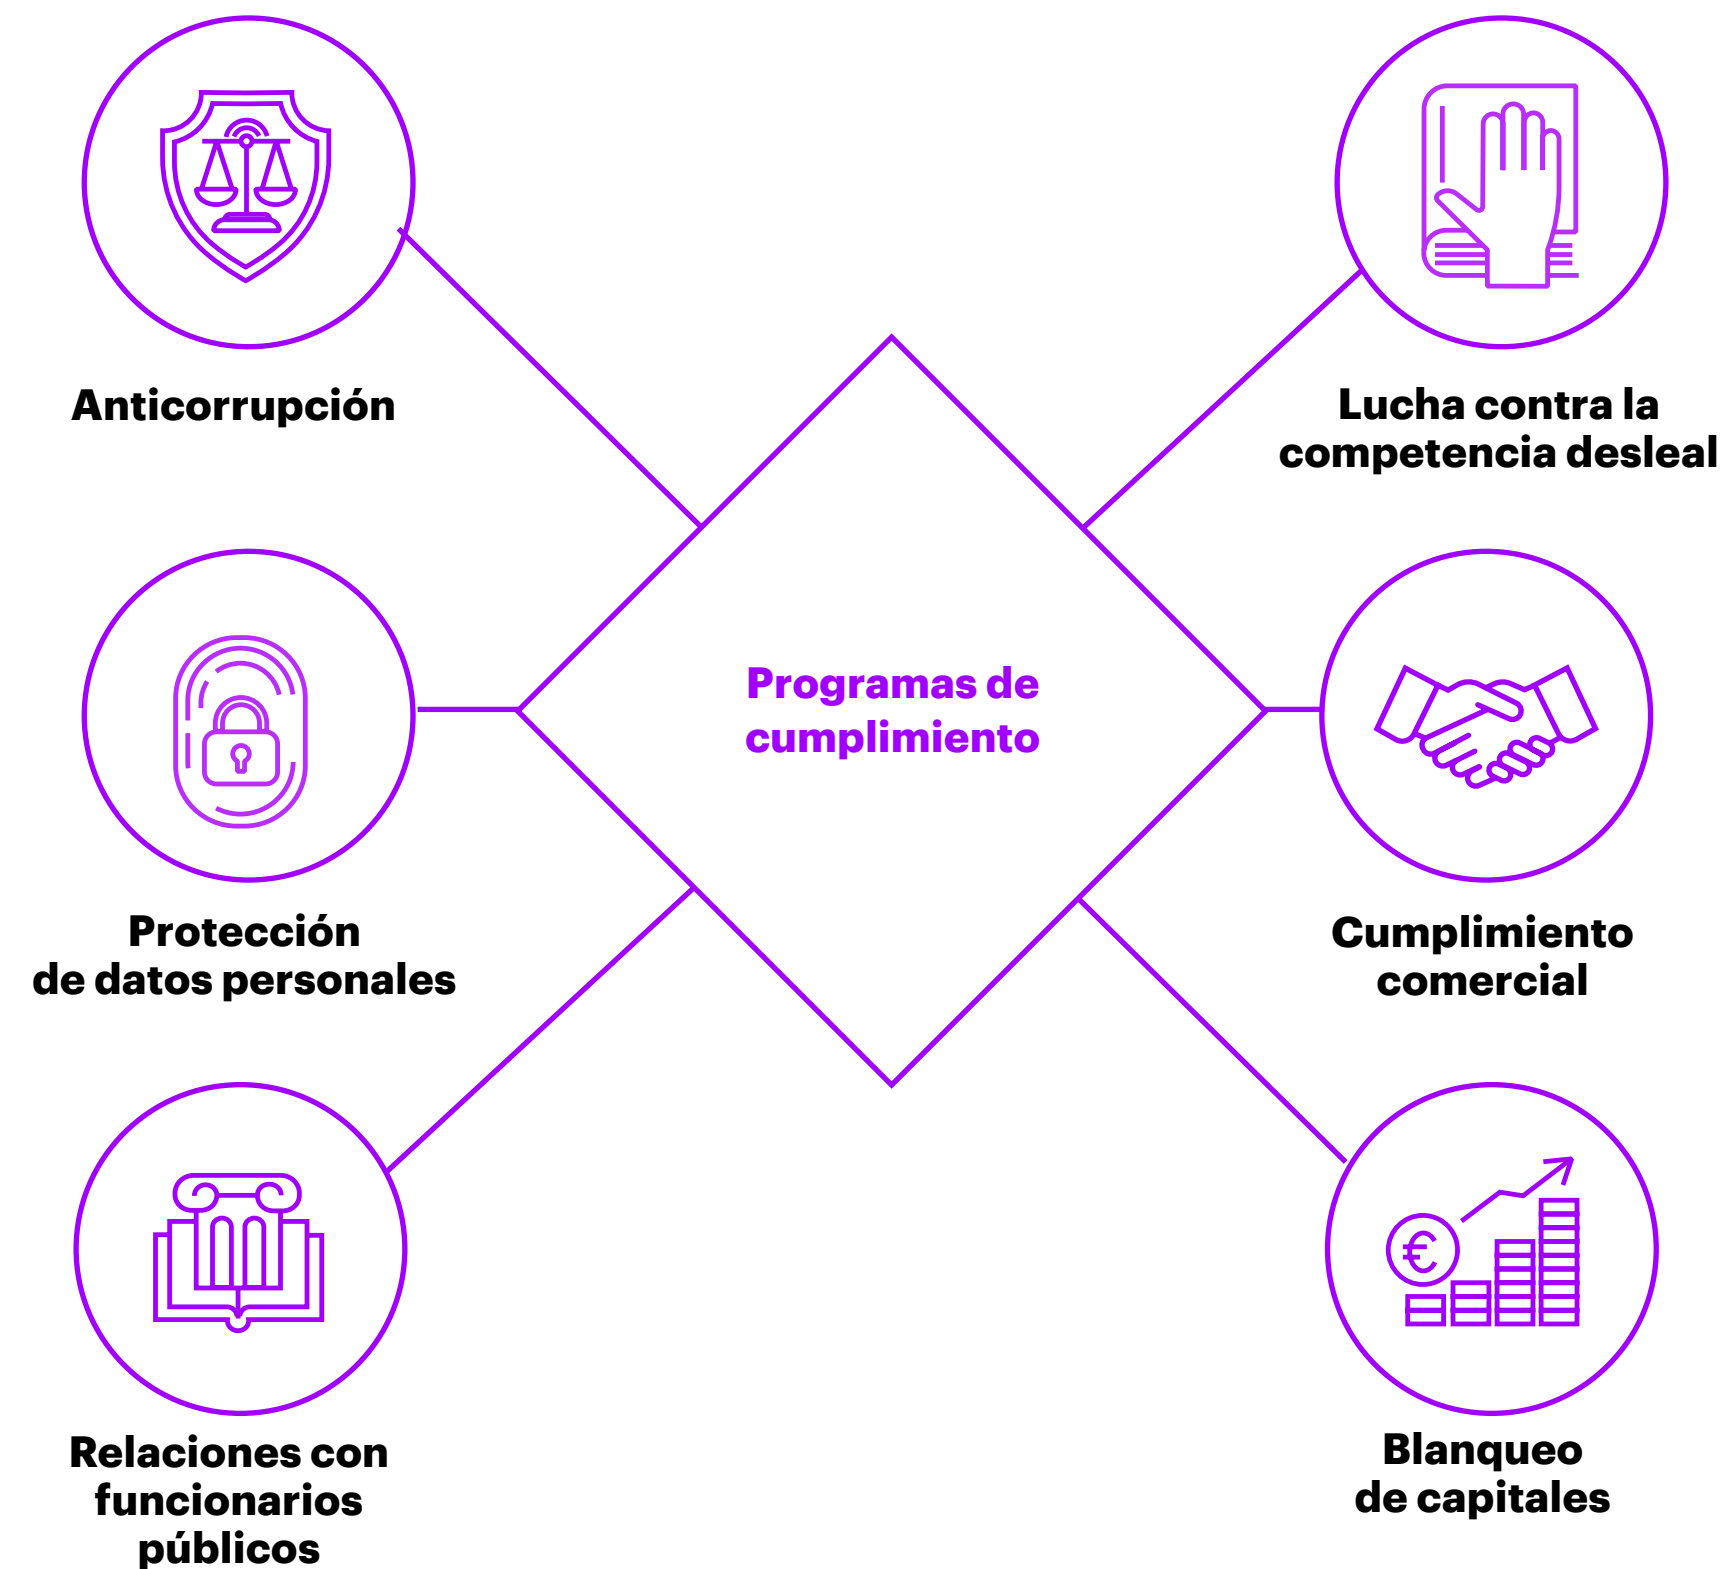 Anticorrupción
Lucha contra la
competencia desleal
Programas de
cumplimiento
Protección
de datos personales
Cumplimiento
comercial
Relaciones con
funcionarios
públicos
Blanqueo
de capitales
€